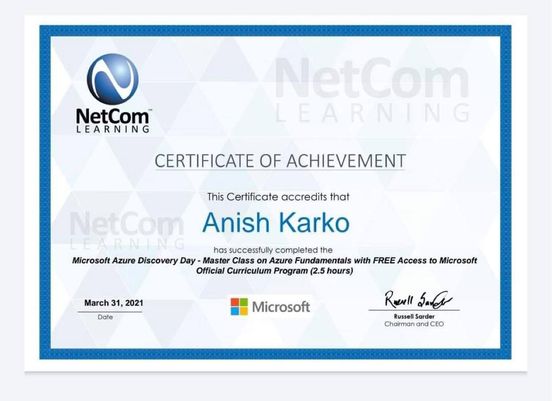 NetCom
LEARNING
NetCom™
LEARNING
CERTIFICATE OF ACHIEVEMENT
This Certificate accredits that
Anish Karko
NetCom
LEARNING
has successfully completed the
Microsoft Azure Discovery Day - Master Class on Azure Fundamentals with FREE Access to Microsoft
Official Curriculum Program (2.5 hours)
March 31, 2021
Date
Microsoft
Russell Sarder
Russell Sarder
Chairman and CEO